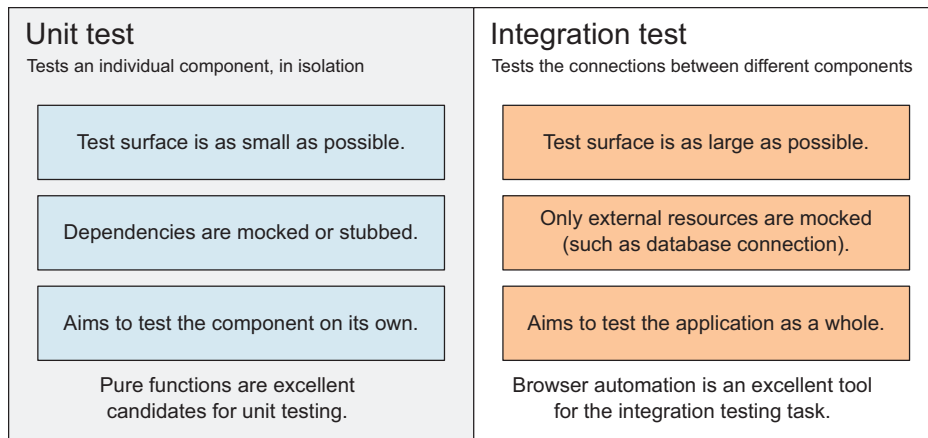 Unit test
Tests an individual component, in isolation
Test surface is as small as possible.
Dependencies are mocked or stubbed.
Aims to test the component on its own.
Pure functions are excellent
candidates for unit testing.
Integration test
Tests the connections between different components
Test surface is as large as possible.
Only external resources are mocked
(such as database connection).
Aims to test the application as a whole.
Browser automation is an excellent tool
for the integration testing task.